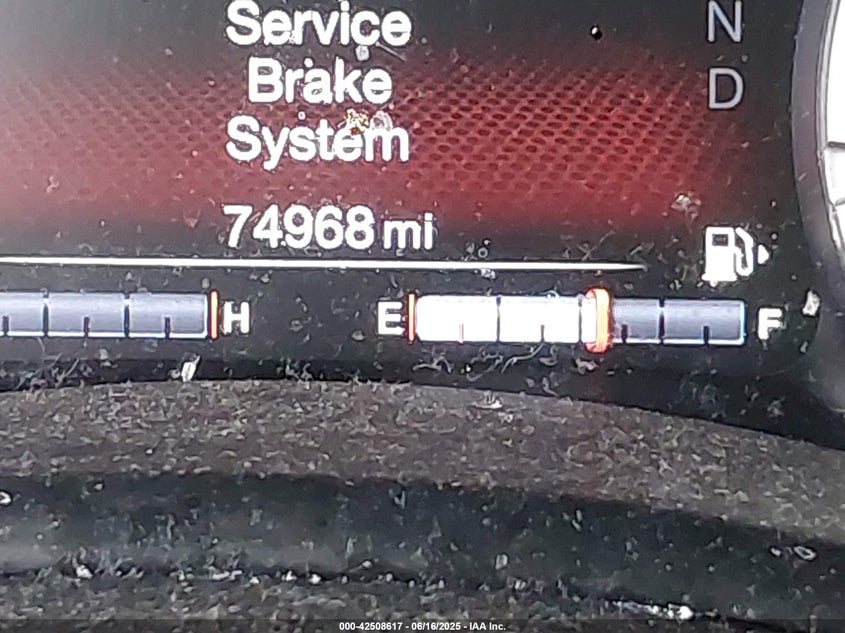 Service
N
Brake
D
System
74968 mi
H
E
F
000-42508617 - 06/16/2025 - IAA Inc.